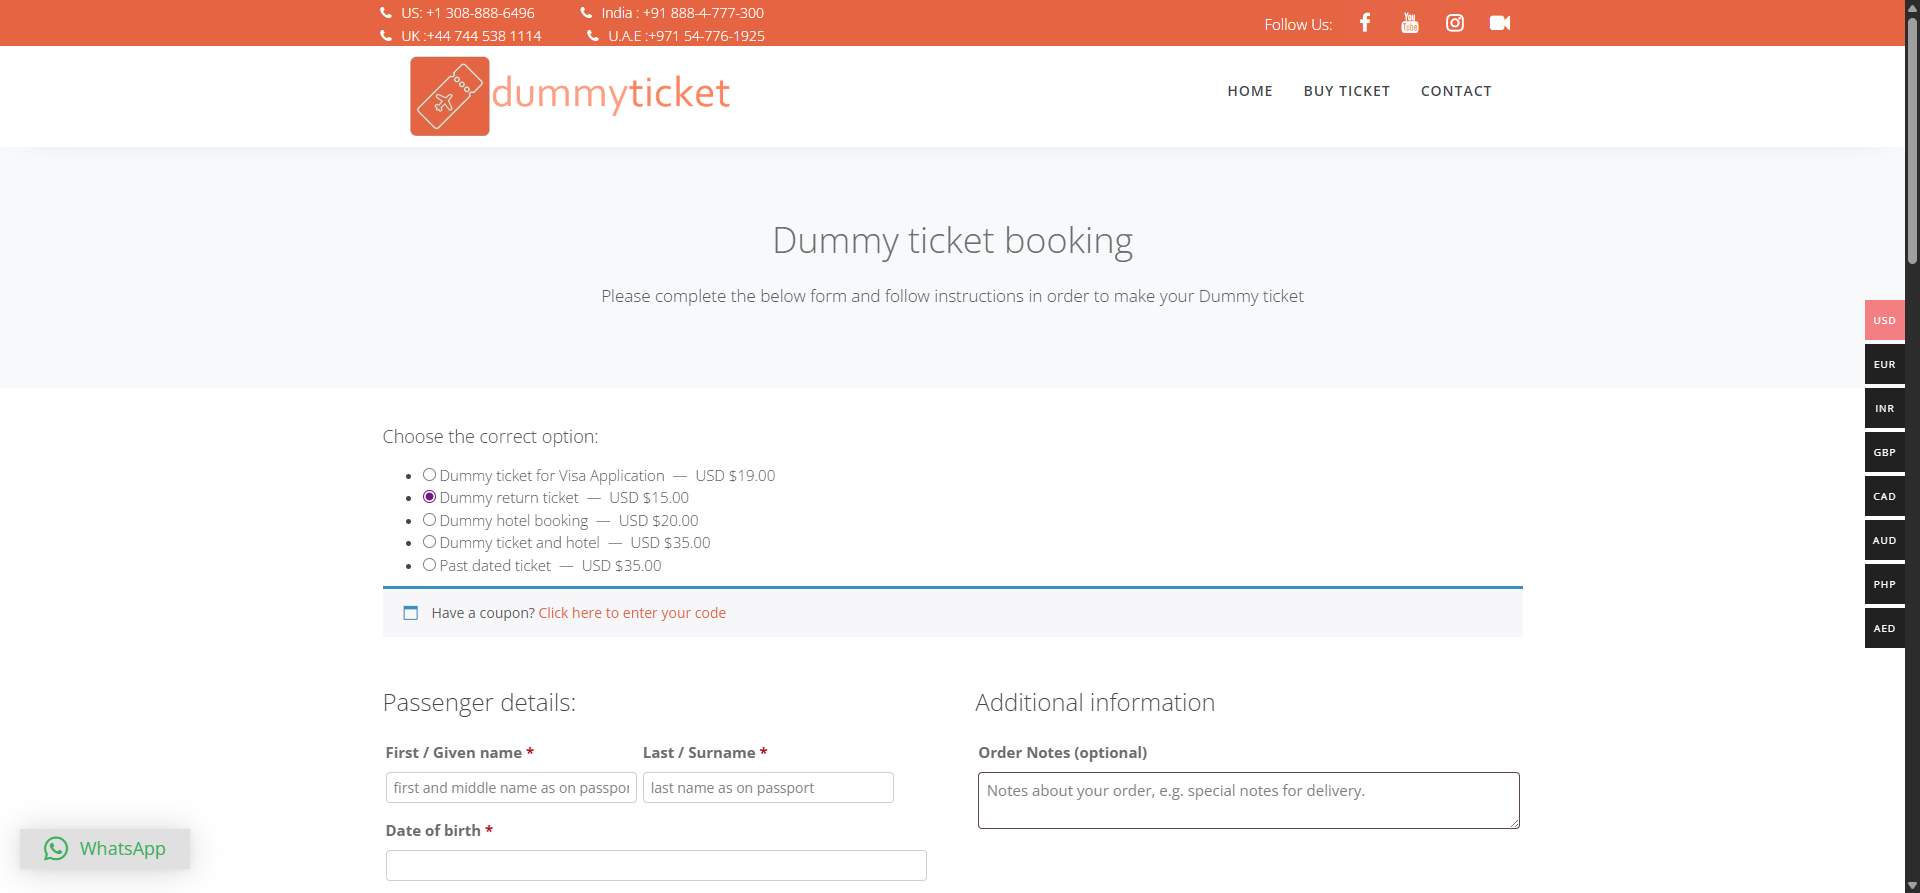 US: +1 308-888-6496
India : +91 888-4-777-300
UK :+44 744 538 1114
U.A.E :+971 54-776-1925
Follow Us:
You
Tube
dummyticket
HOME
BUY TICKET
CONTACT
Dummy ticket booking
Please complete the below form and follow instructions in order to make your Dummy ticket
USD
EUR
INR
GBP
CAD
AUD
PHP
AED
Choose the correct option:
Dummy ticket for Visa Application — USD $19.00
Dummy return ticket — USD $15.00
Dummy hotel booking — USD $20.00
Dummy ticket and hotel — USD $35.00
Past dated ticket — USD $35.00
Have a coupon? Click here to enter your code
Passenger details:
First / Given name *
Last / Surname *
first and middle name as on passpor
last name as on passport
Date of birth *
Additional information
Order Notes (optional)
Notes about your order, e.g. special notes for delivery.
WhatsApp